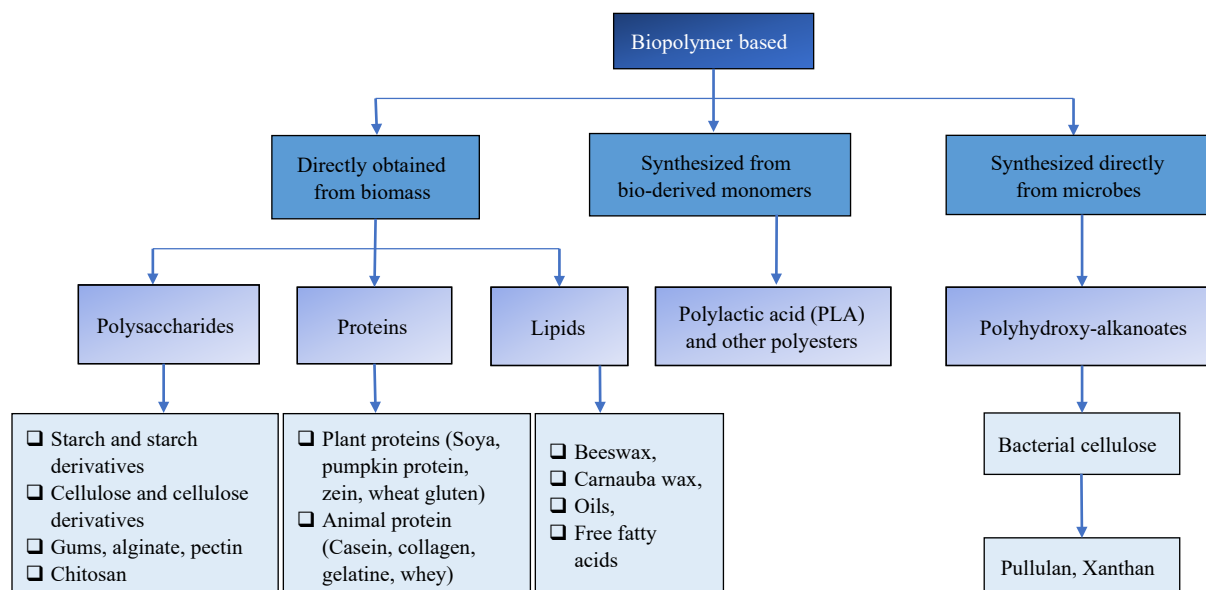 Biopolymer based
Directly obtained
from biomass
Synthesized from
bio-derived monomers
Synthesized directly
from microbes
Polysaccharides
Proteins
Lipids
Polylactic acid (PLA)
and other polyesters
Polyhydroxy-alkanoates
❑ Starch and starch
derivatives
❑ Cellulose and cellulose
derivatives
❑ Gums, alginate, pectin
❑ Chitosan
❑ Plant proteins (Soya,
pumpkin protein,
zein, wheat gluten)
❑ Animal protein
(Casein, collagen,
gelatine, whey)
❑ Beeswax,
❑ Carnauba wax,
❑ Oils,
❑ Free fatty
acids
Bacterial cellulose
Pullulan, Xanthan